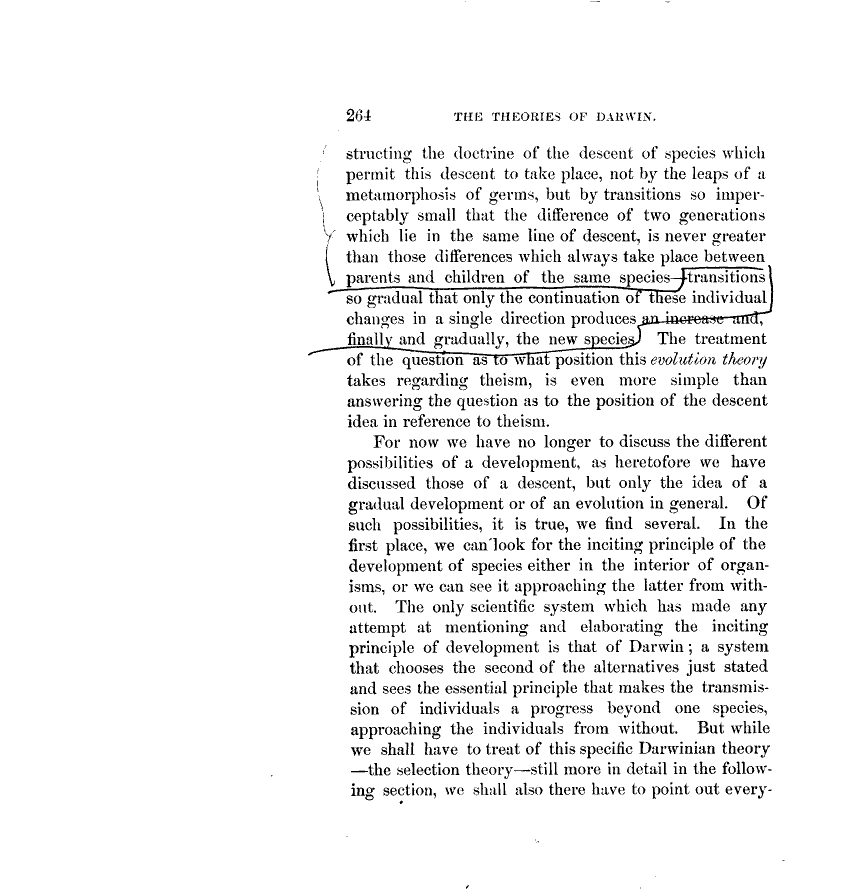 264 THE THEORIES OF DARWIN.
structing the doctrine of the descent of species which
permit this descent to take place, not by the leaps of a
metamorphosis of germs, but by transitions so imper-
ceptably small that the difference of two generations
which lie in the same line of descent, is never greater
than those differences which always take place between
parents and children of the same species—transitions
so gradual that only the continuation of these individual
changes in a single direction produces an increase and,
finally and gradually, the new species. The treatment
of the question as to what position this evolution theory
takes regarding theism, is even more simple than
answering the question as to the position of the descent
idea in reference to theism.
For now we have no longer to discuss the different
possibilities of a development, as heretofore we have
discussed those of a descent, but only the idea of a
gradual development or of an evolution in general. Of
such possibilities, it is true, we find several. In the
first place, we can look for the inciting principle of the
development of species either in the interior of organ-
isms, or we can see it approaching the latter from with-
out. The only scientific system which has made any
attempt at mentioning and elaborating the inciting
principle of development is that of Darwin; a system
that chooses the second of the alternatives just stated
and sees the essential principle that makes the transmis-
sion of individuals a progress beyond one species,
approaching the individuals from without. But while
we shall have to treat of this specific Darwinian theory
—the selection theory—still more in detail in the follow-
ing section, we shall also there have to point out every-